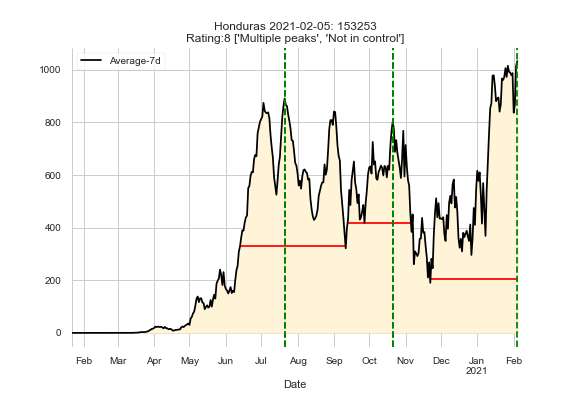 Honduras 2021-02-05: 153253
Rating:8 ['Multiple peaks', 'Not in control']
Average-7d
1000
800
600
400
200
0
Feb Mar Apr May Jun Jul Aug Sep Oct Nov Dec Jan Feb
2021
Date